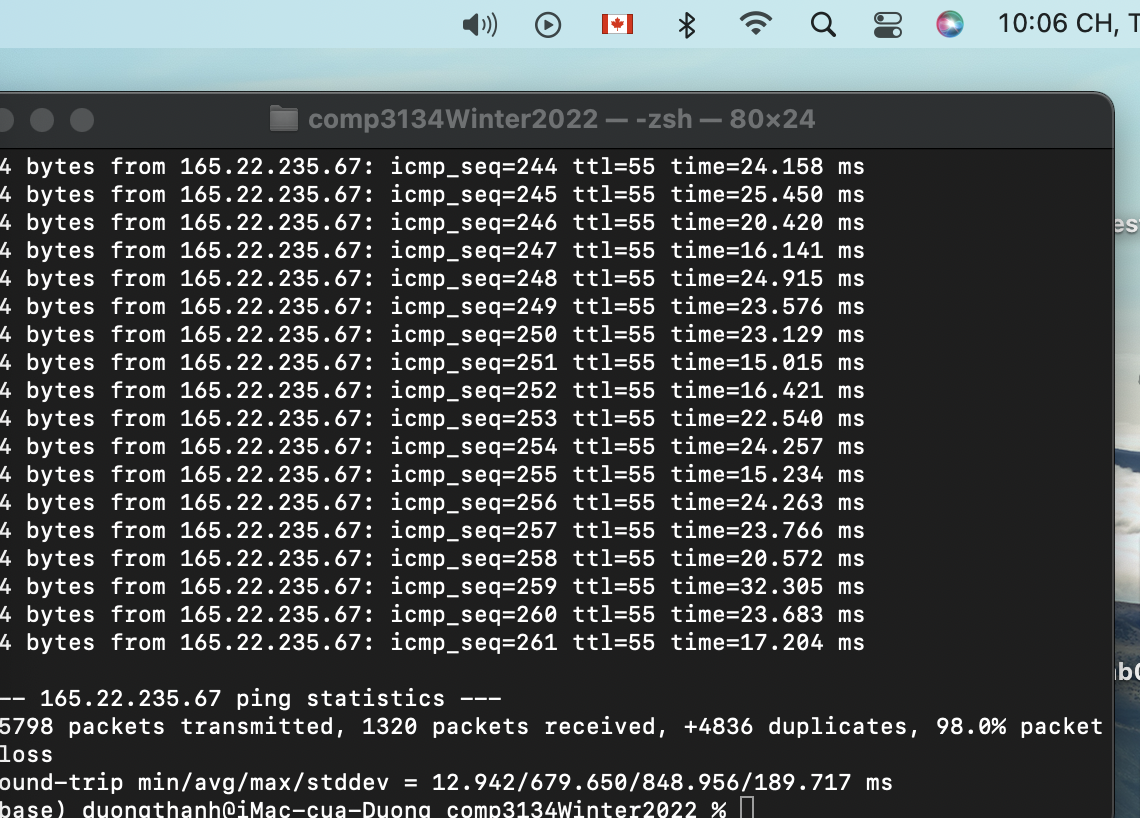 10:06 CH, T
comp3134Winter2022 — -zsh — 80×24
4 bytes from 165.22.235.67: icmp_seq=244 ttl=55 time=24.158 ms
4 bytes from 165.22.235.67: icmp_seq=245 ttl=55 time=25.450 ms
4 bytes from 165.22.235.67: icmp_seq=246 ttl=55 time=20.420 ms
4 bytes from 165.22.235.67: icmp_seq=247 ttl=55 time=16.141 ms
4 bytes from 165.22.235.67: icmp_seq=248 ttl=55 time=24.915 ms
4 bytes from 165.22.235.67: icmp_seq=249 ttl=55 time=23.576 ms
4 bytes from 165.22.235.67: icmp_seq=250 ttl=55 time=23.129 ms
4 bytes from 165.22.235.67: icmp_seq=251 ttl=55 time=15.015 ms
4 bytes from 165.22.235.67: icmp_seq=252 ttl=55 time=16.421 ms
4 bytes from 165.22.235.67: icmp_seq=253 ttl=55 time=22.540 ms
4 bytes from 165.22.235.67: icmp_seq=254 ttl=55 time=24.257 ms
4 bytes from 165.22.235.67: icmp_seq=255 ttl=55 time=15.234 ms
4 bytes from 165.22.235.67: icmp_seq=256 ttl=55 time=24.263 ms
4 bytes from 165.22.235.67: icmp_seq=257 ttl=55 time=23.766 ms
4 bytes from 165.22.235.67: icmp_seq=258 ttl=55 time=20.572 ms
4 bytes from 165.22.235.67: icmp_seq=259 ttl=55 time=32.305 ms
4 bytes from 165.22.235.67: icmp_seq=260 ttl=55 time=23.683 ms
4 bytes from 165.22.235.67: icmp_seq=261 ttl=55 time=17.204 ms
-- 165.22.235.67 ping statistics ---
5798 packets transmitted, 1320 packets received, +4836 duplicates, 98.0% packet
loss
ound-trip min/avg/max/stddev = 12.942/679.650/848.956/189.717 ms
base) duongthanh@iMac-cua-Duong comp3134Winter2022 %